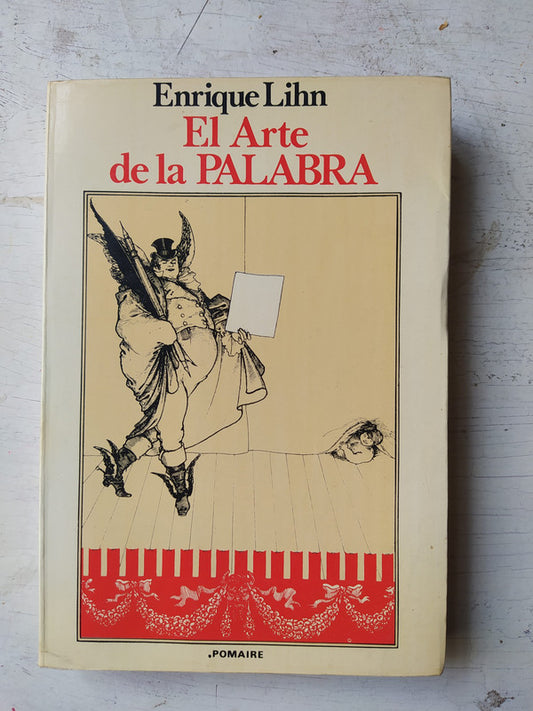 Enrique Lihn
El Arte
de la PALABRA
.POMAIRE